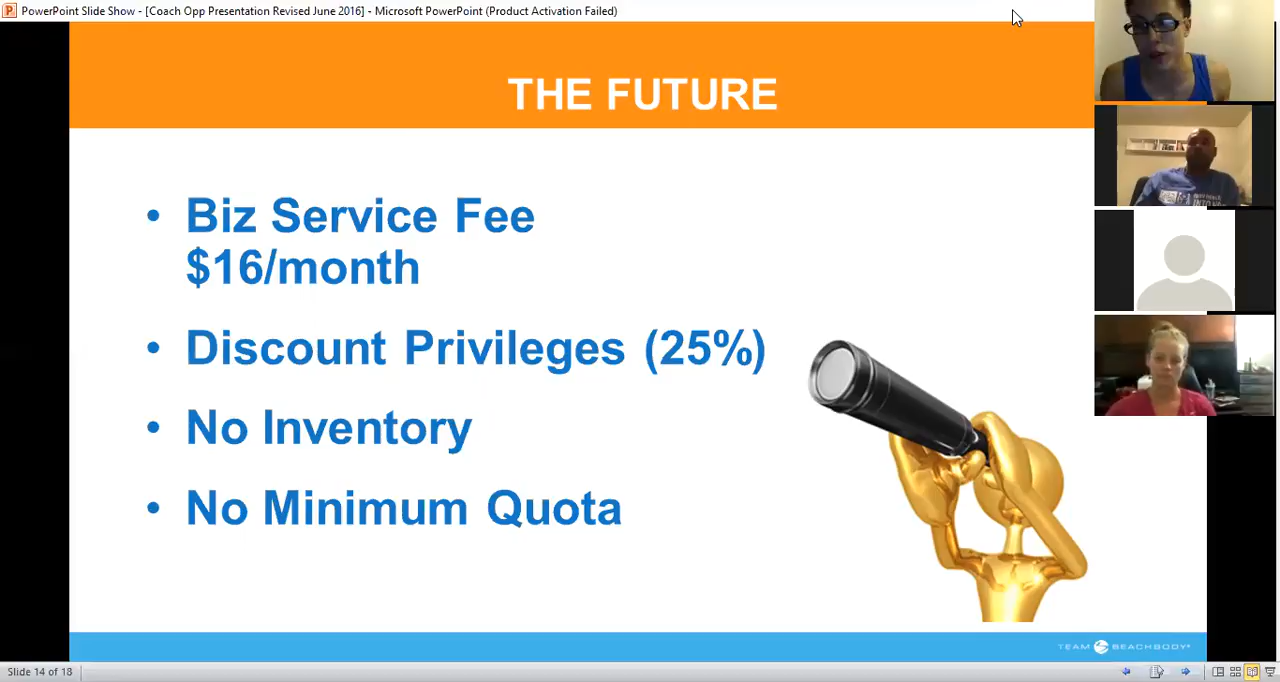 PowerPoint Slide Show - [Coach Opp Presentation Revised June 2016] - Microsoft PowerPoint (Product Activation Failed)
THE FUTURE
• Biz Service Fee
$16/month
• Discount Privileges (25%)
• No Inventory
• No Minimum Quota
TEAM BEACHBODY
Slide 14 of 18